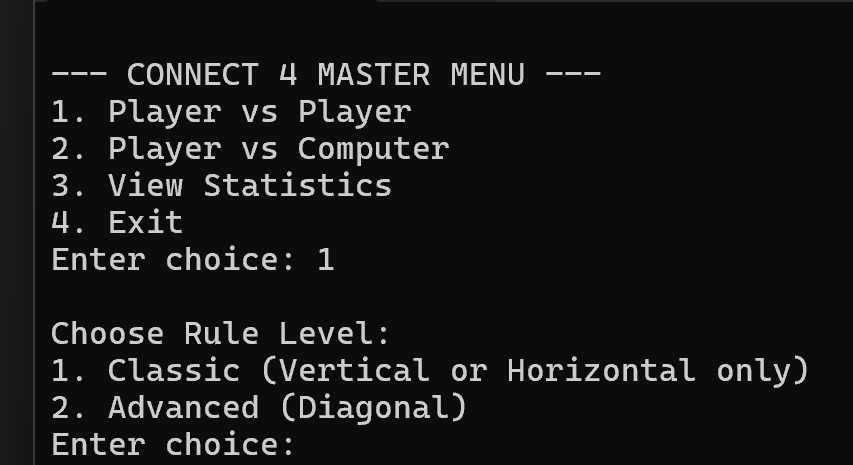 --- CONNECT 4 MASTER MENU ---
1. Player vs Player
2. Player vs Computer
3. View Statistics
4. Exit
Enter choice: 1
Choose Rule Level:
1. Classic (Vertical or Horizontal only)
2. Advanced (Diagonal)
Enter choice: